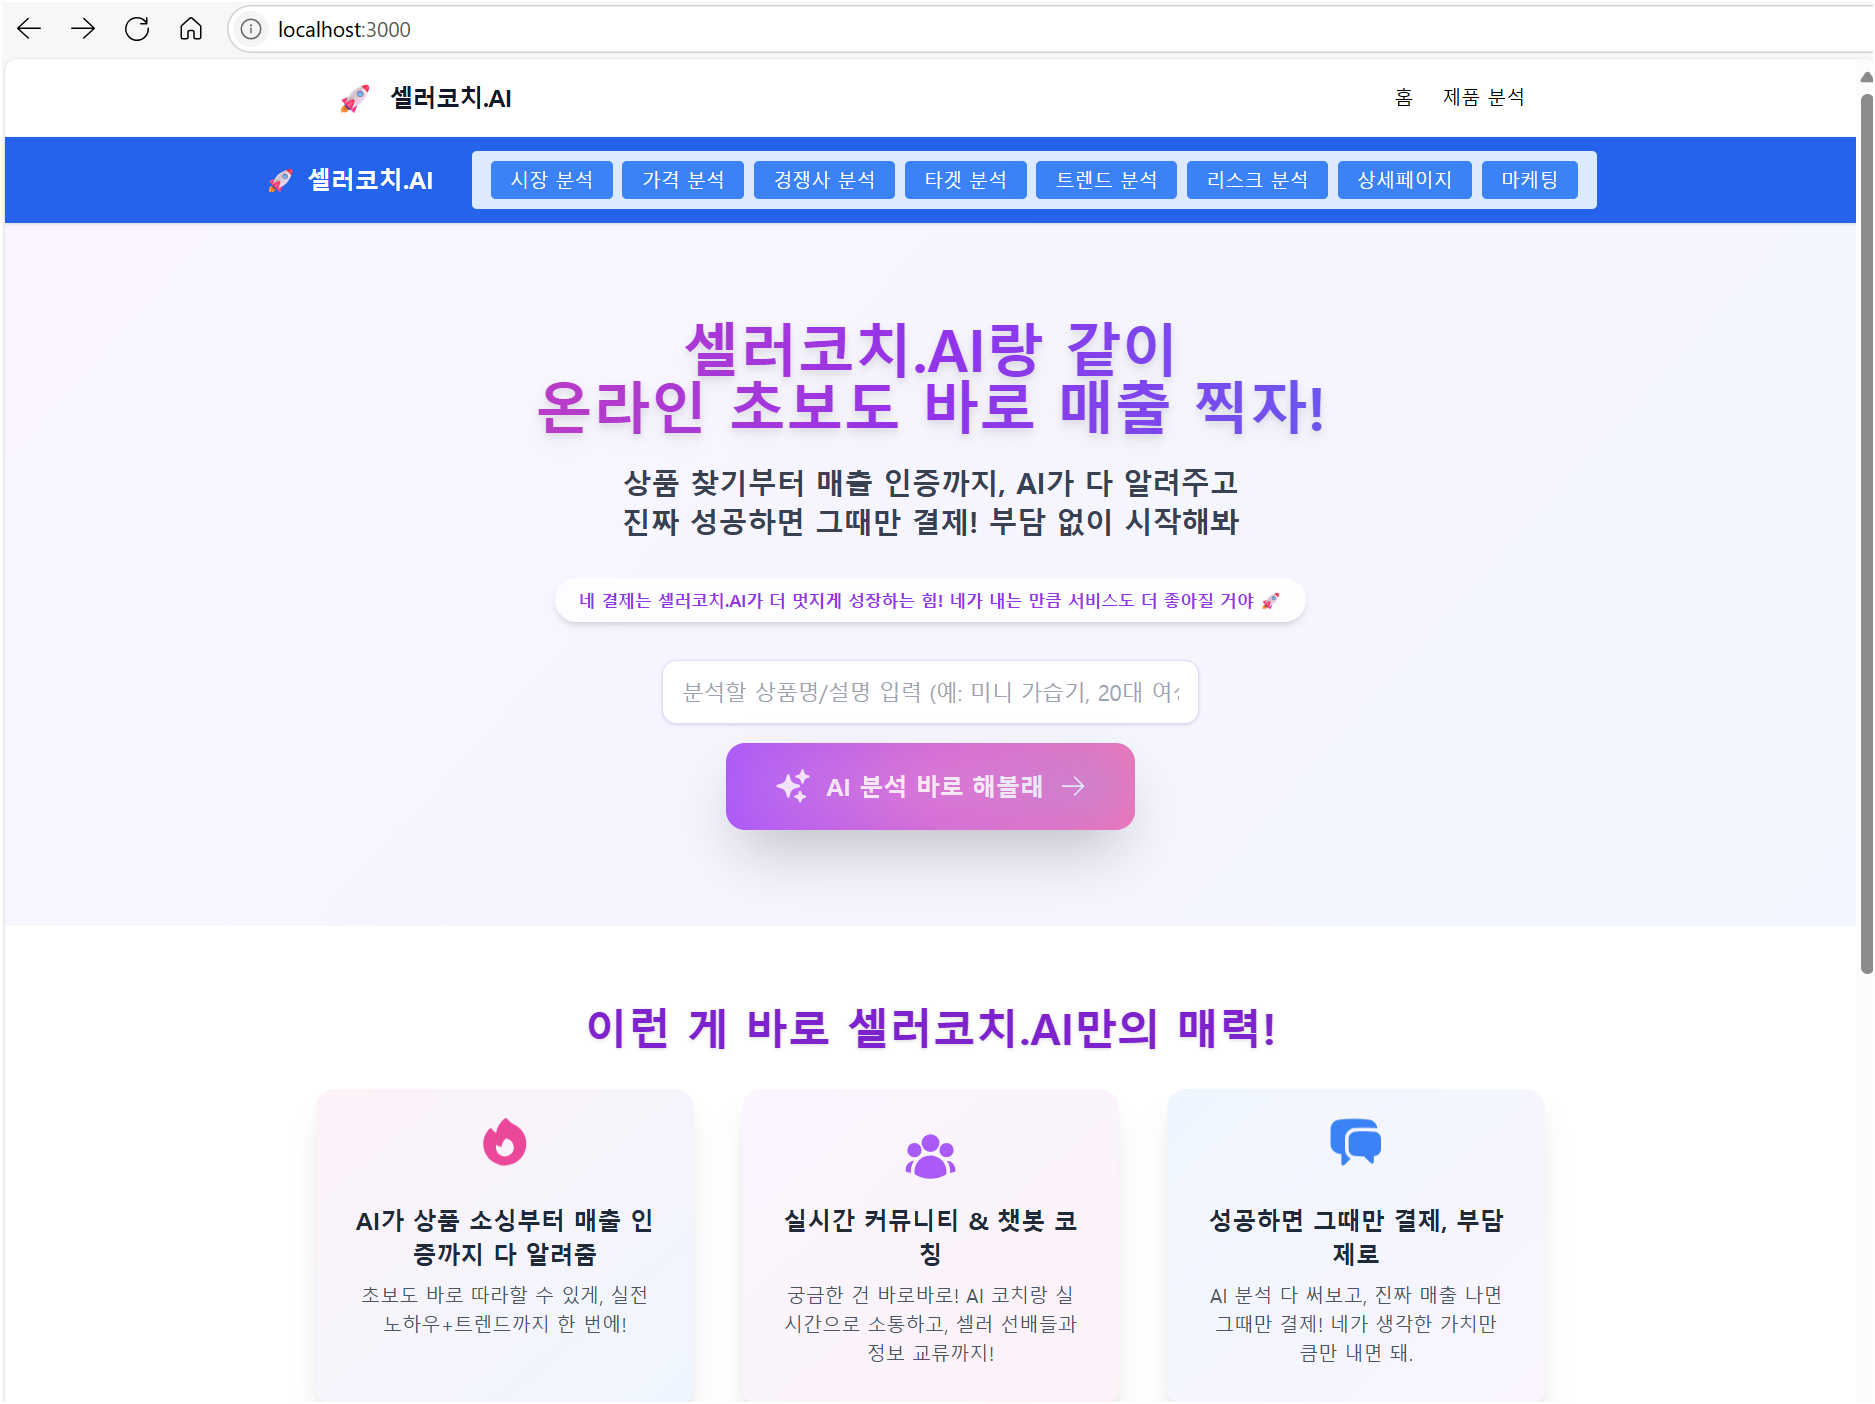 localhost:3000
🚀 셀러코치.AI
홈 제품 분석
🚀 셀러코치.AI
시장 분석 가격 분석 경쟁사 분석 타겟 분석 트렌드 분석 리스크 분석 상세페이지 마케팅
셀러코치.AI랑 같이
온라인 초보도 바로 매출 찍자!
상품 찾기부터 매출 인증까지, AI가 다 알려주고
진짜 성공하면 그때만 결제! 부담 없이 시작해봐
네 결제는 셀러코치.AI가 더 멋지게 성장하는 힘! 네가 내는 만큼 서비스도 더 좋아질 거야 🚀
분석할 상품명/설명 입력 (예: 미니 가습기, 20대 여
AI 분석 바로 해볼래 →
이런 게 바로 셀러코치.AI만의 매력!
AI가 상품 소싱부터 매출 인
증까지 다 알려줌
초보도 바로 따라할 수 있게, 실전
노하우+트렌드까지 한 번에!
실시간 커뮤니티 & 챗봇 코
칭
궁금한 건 바로바로! AI 코치랑 실
시간으로 소통하고, 셀러 선배들과
정보 교류까지!
성공하면 그때만 결제, 부담
제로
AI 분석 다 써보고, 진짜 매출 나면
그때만 결제! 네가 생각한 가치만
큼만 내면 돼.